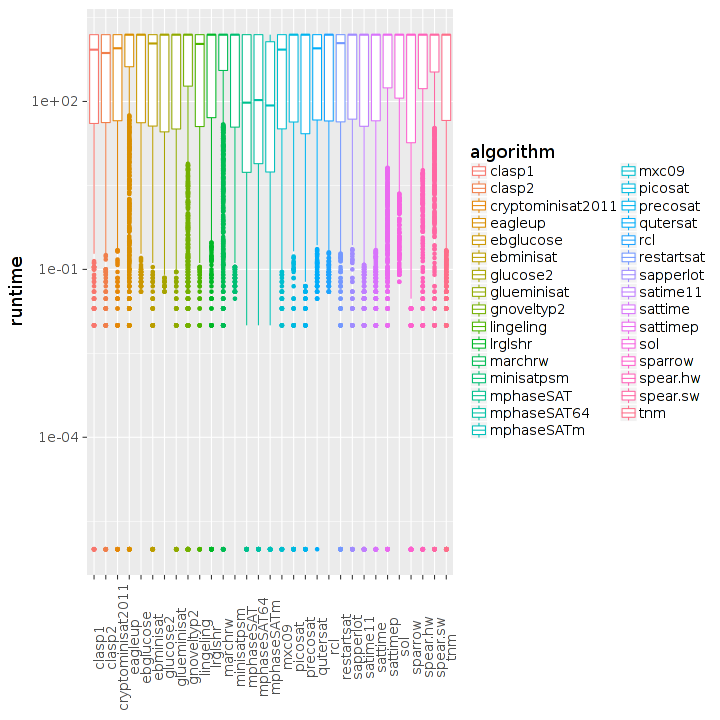 runtime
1e+02
1e-01
1e-04
clasp1
clasp2
cryptominisat2011
eagleup
ebglucose
ebminisat
glucose2
glueminisat
gnoveltyp2
lingeling
lrglshr
marchrw
minisatpsm
mphaseSAT
mphaseSAT64
mphaseSATm
mxc09
picosat
precosat
qutersat
rcl
restartsat
sapperlot
satime11
sattime
sattimep
sol
sparrow
spear.hw
spear.sw
tnm
algorithm
clasp1
clasp2
cryptominisat2011
eagleup
ebglucose
ebminisat
glucose2
glueminisat
gnoveltyp2
lingeling
lrglshr
marchrw
minisatpsm
mphaseSAT
mphaseSAT64
mphaseSATm
mxc09
picosat
precosat
qutersat
rcl
restartsat
sapperlot
satime11
sattime
sattimep
sol
sparrow
spear.hw
spear.sw
tnm